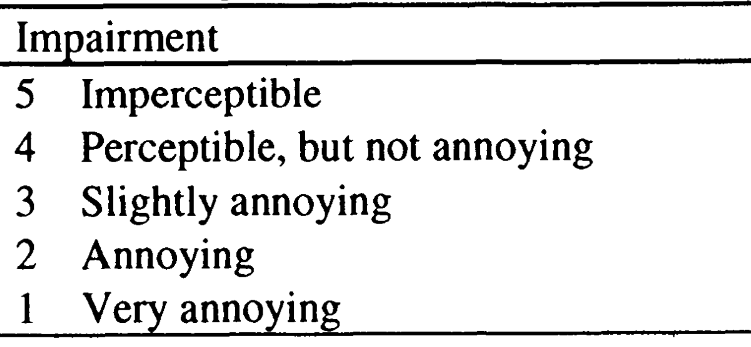 Impairment
5 Imperceptible
4 Perceptible, but not annoying
3 Slightly annoying
2 Annoying
1 Very annoying